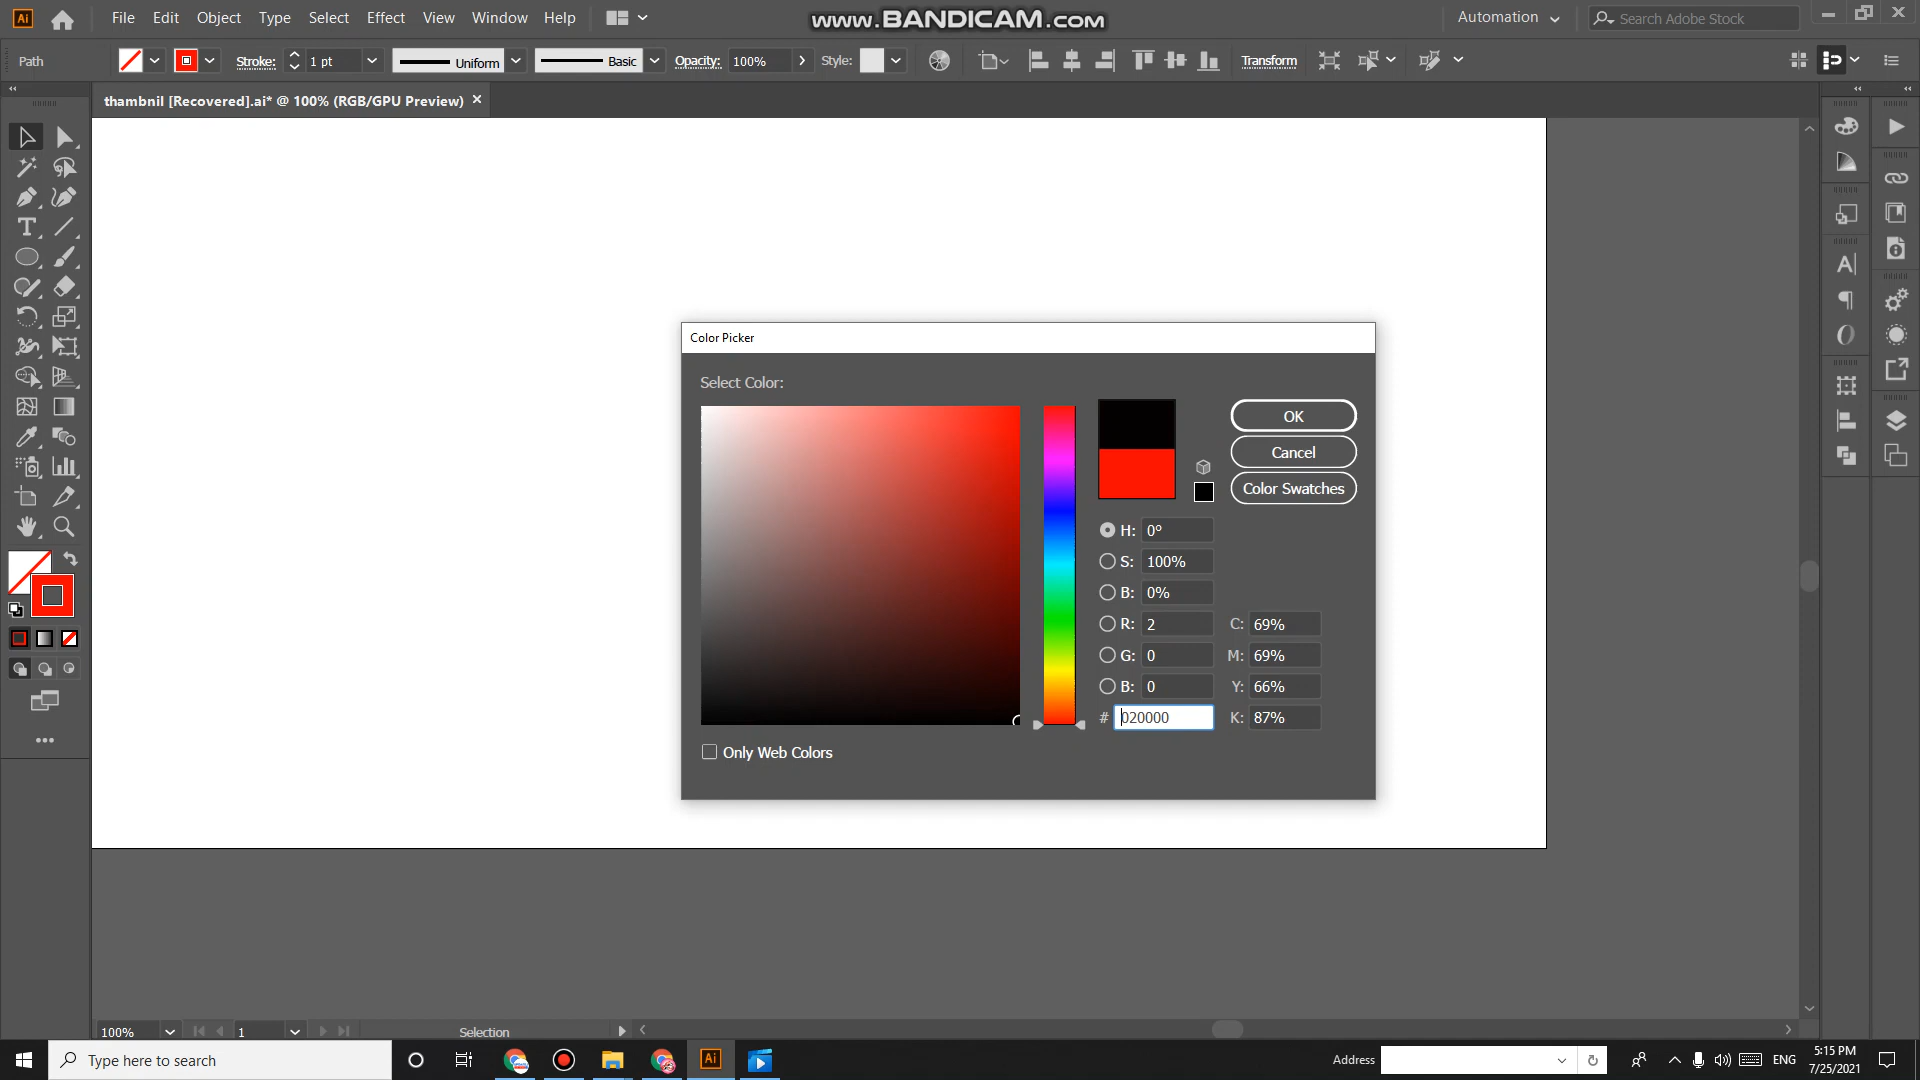 Ai File Edit Object Type Select Effect View Window Help
www.BANDICAM.com
Automation Search Adobe Stock
Path Stroke: 1 pt Uniform Basic Opacity: 100% Style: Transform
thambnil [Recovered].ai* @ 100% (RGB/GPU Preview)
Color Picker
Select Color:
OK
Cancel
Color Swatches
H: 0º
S: 100%
B: 0%
R: 2 C: 69%
G: 0 M: 69%
B: 0 Y: 66%
# 020000 K: 87%
Only Web Colors
100% 1 Selection
Type here to search
Ai
Address
ENG
5:15 PM
7/25/2021